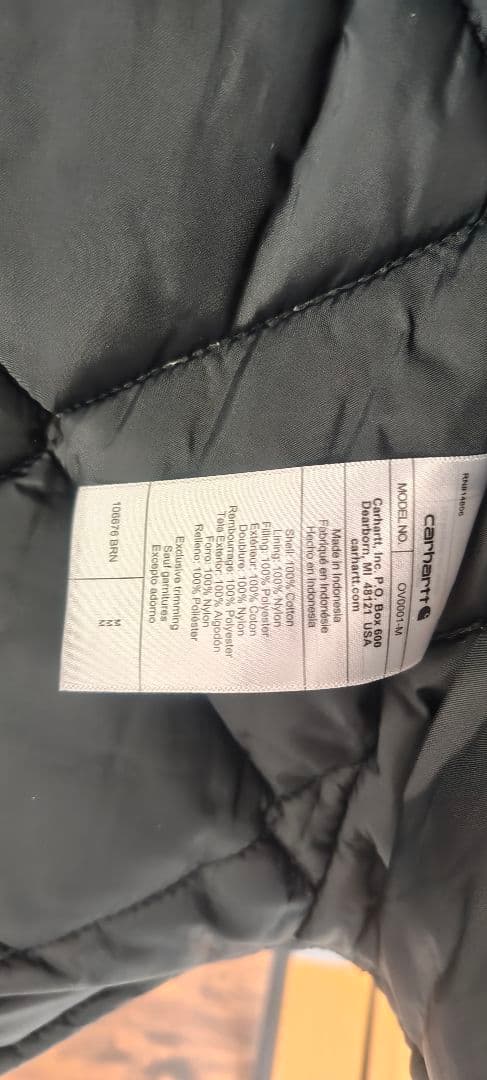 RN#14806
carhartt
MODEL NO. OV0001-M
Carhartt, Inc. P.O. Box 600
Dearborn, MI 48121 USA
carhartt.com
Made in Indonesia
Fabriqué en Indonésie
Hecho en Indonesia
Shell: 100% Cotton
Lining: 100% Nylon
Filling: 100% Polyester
Extérieur: 100% Coton
Doublure: 100% Nylon
Rembourrage: 100% Polyester
Tela Exterior: 100% Algodón
Forro: 100% Nylon
Relleno: 100% Poliéster
Exclusive trimming
Sauf garnitures
Excepto adorno
106676 BRN
M
M
M